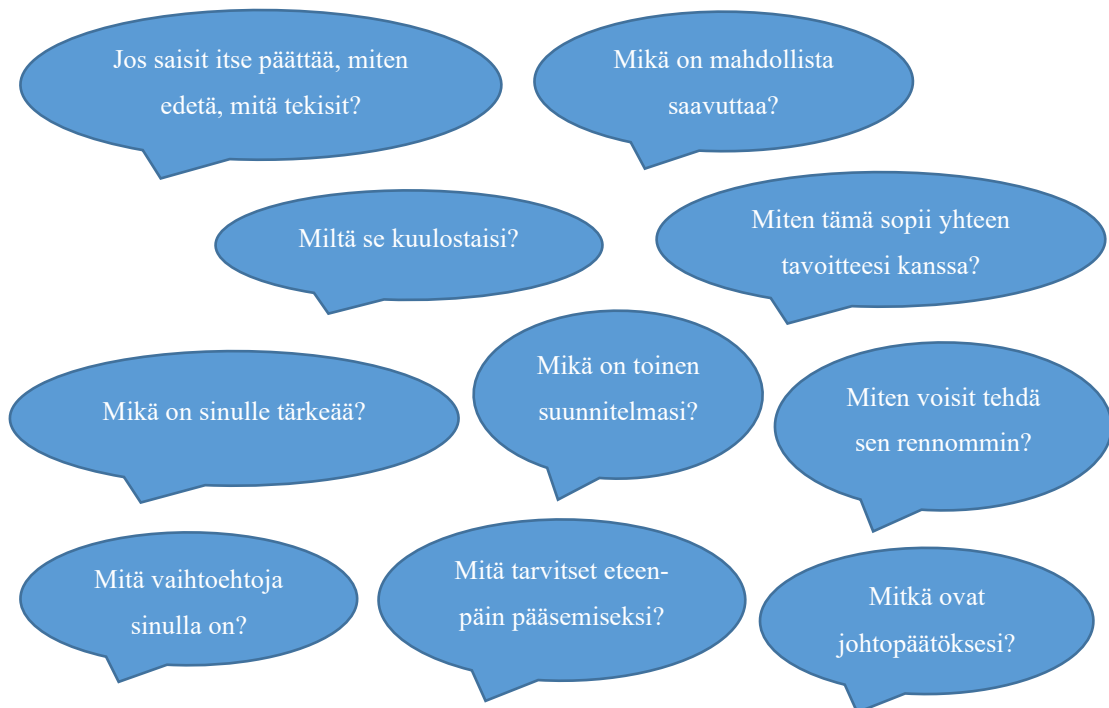 Jos saisit itse päättää, miten
edetä, mitä tekisit?
Mikä on mahdollista
saavuttaa?
Miltä se kuulostaisi?
Miten tämä sopii yhteen
tavoitteesi kanssa?
Mikä on sinulle tärkeää?
Mikä on toinen
suunnitelmasi?
Miten voisit tehdä
sen rennommin?
Mitä vaihtoehtoja
sinulla on?
Mitä tarvitset eteen-
päin pääsemiseksi?
Mitkä ovat
johtopäätöksesi?